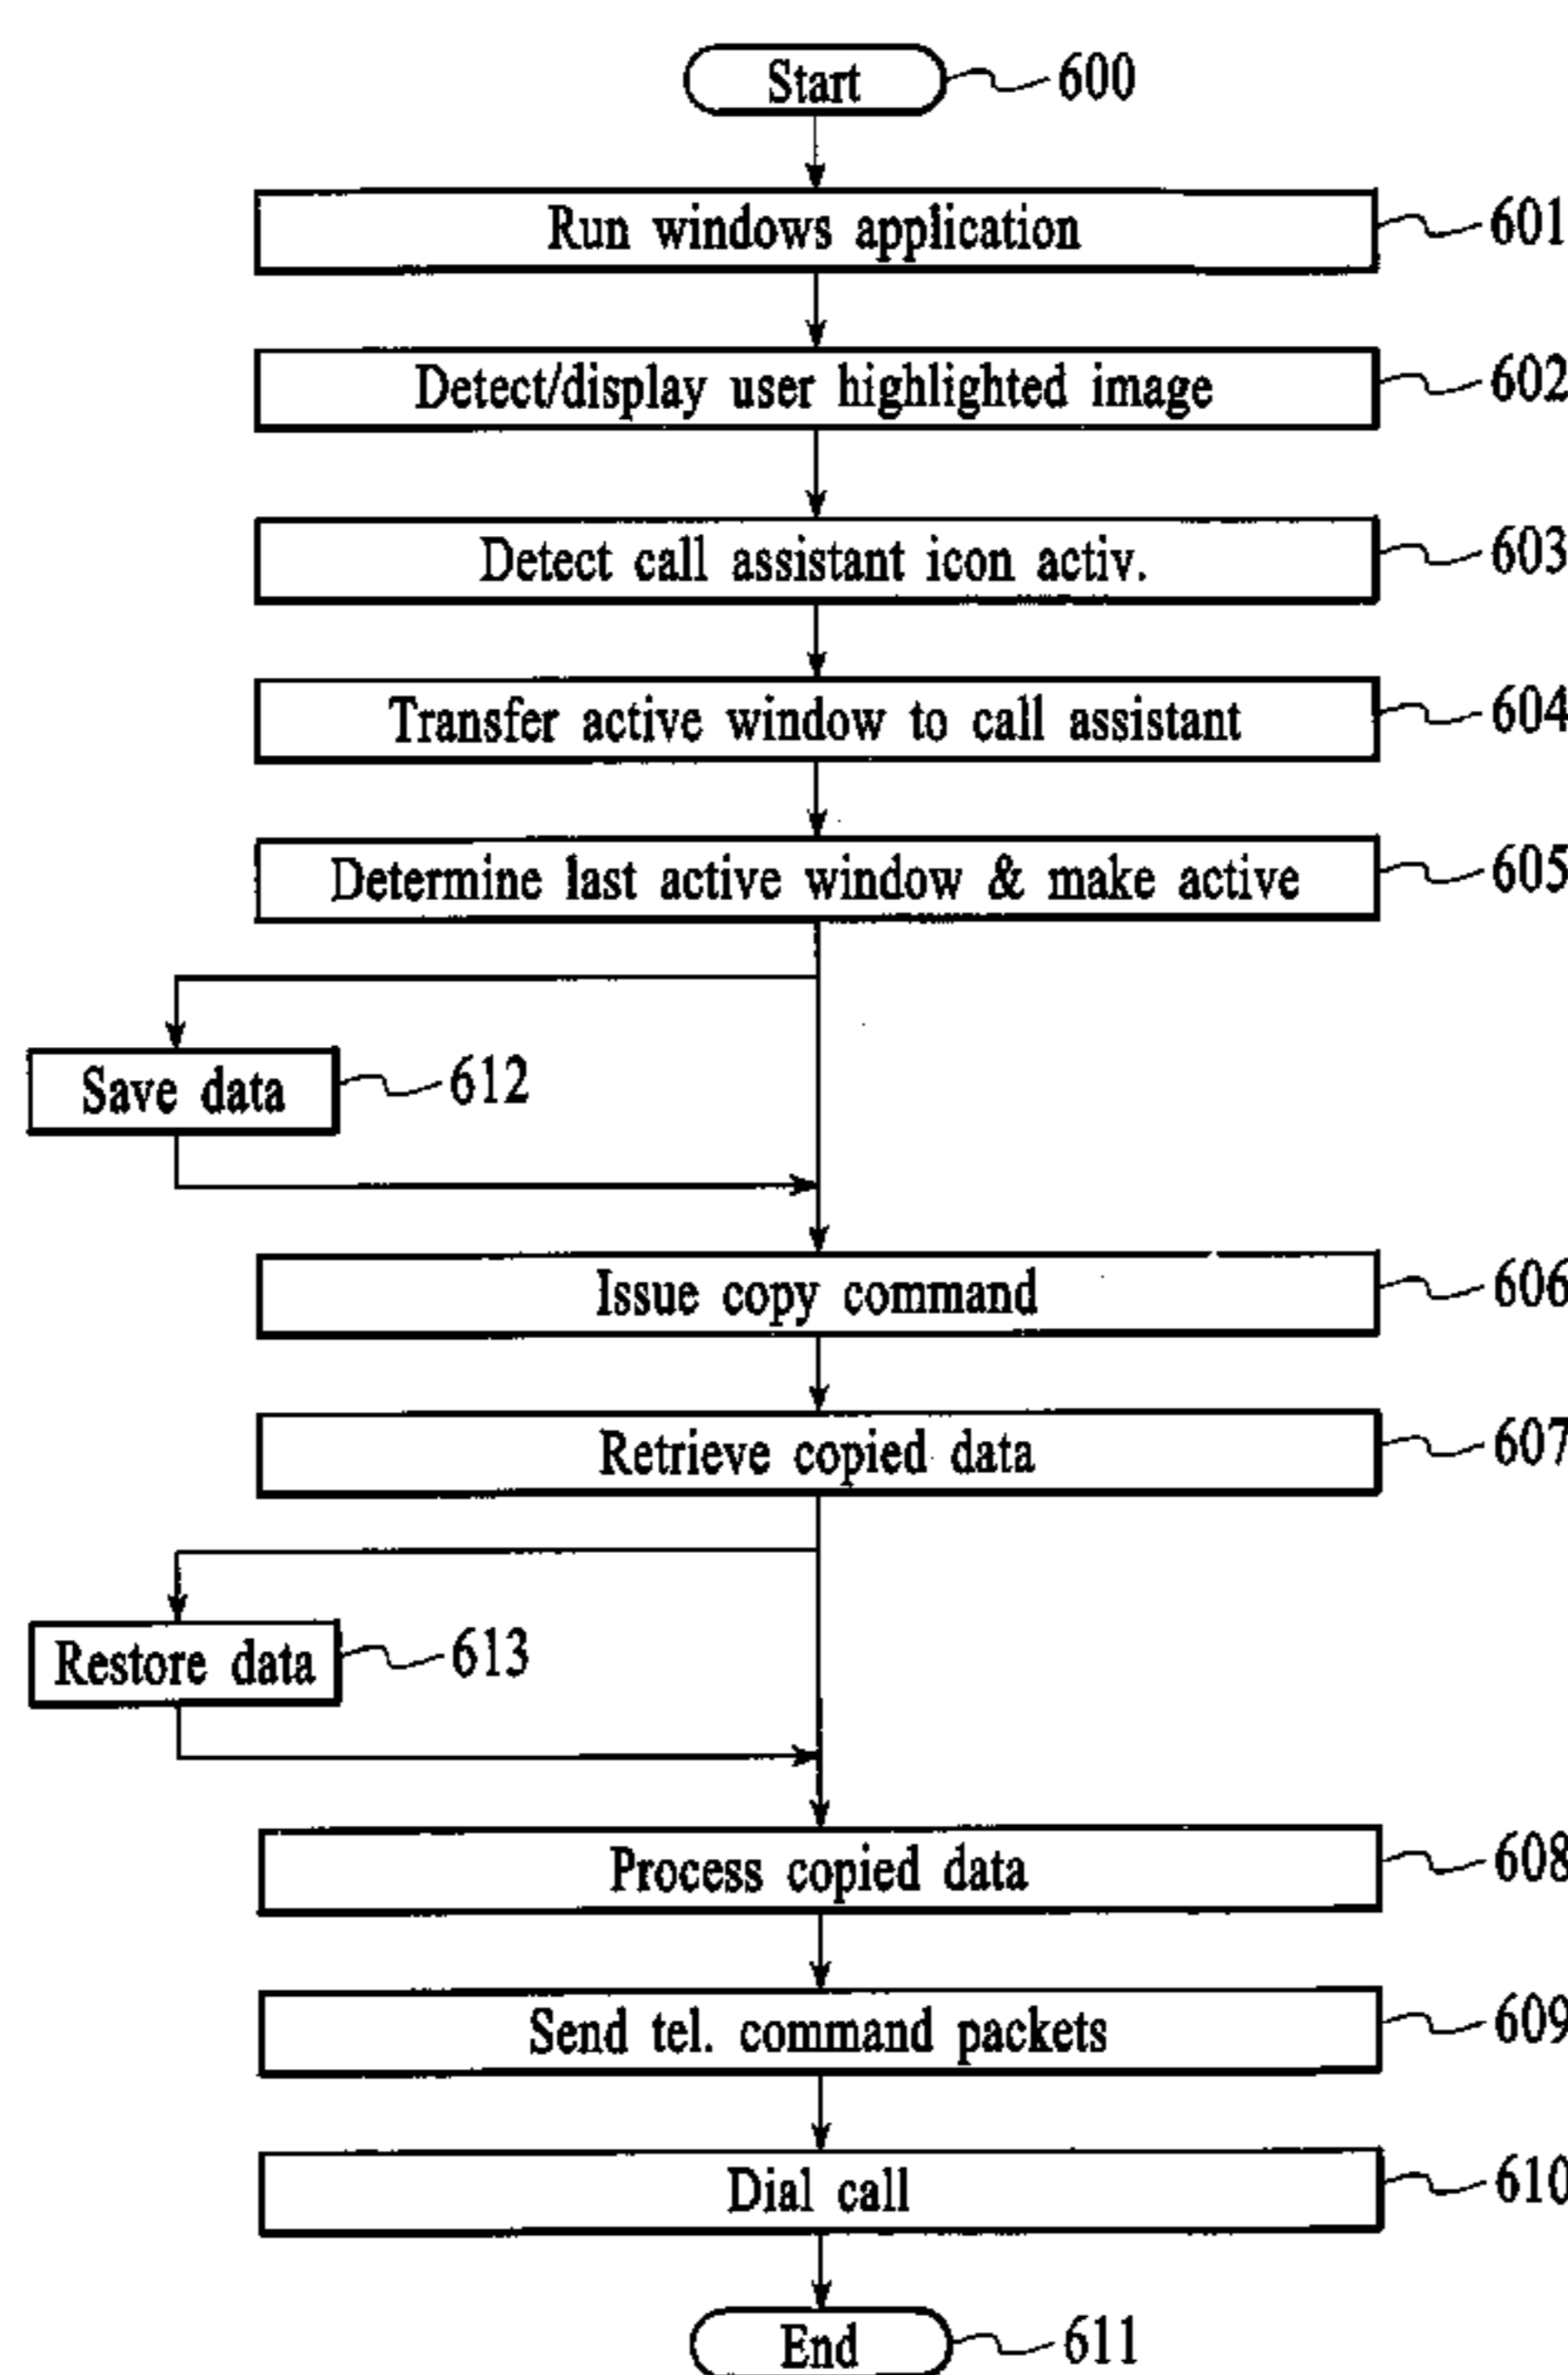 Start 600
Run windows application 601
Detect/display user highlighted image 602
Detect call assistant icon activ. 603
Transfer active window to call assistant 604
Determine last active window & make active 605
Save data 612
Issue copy command 606
Retrieve copied data 607
Restore data 613
Process copied data 608
Send tel. command packets 609
Dial call 610
End 611